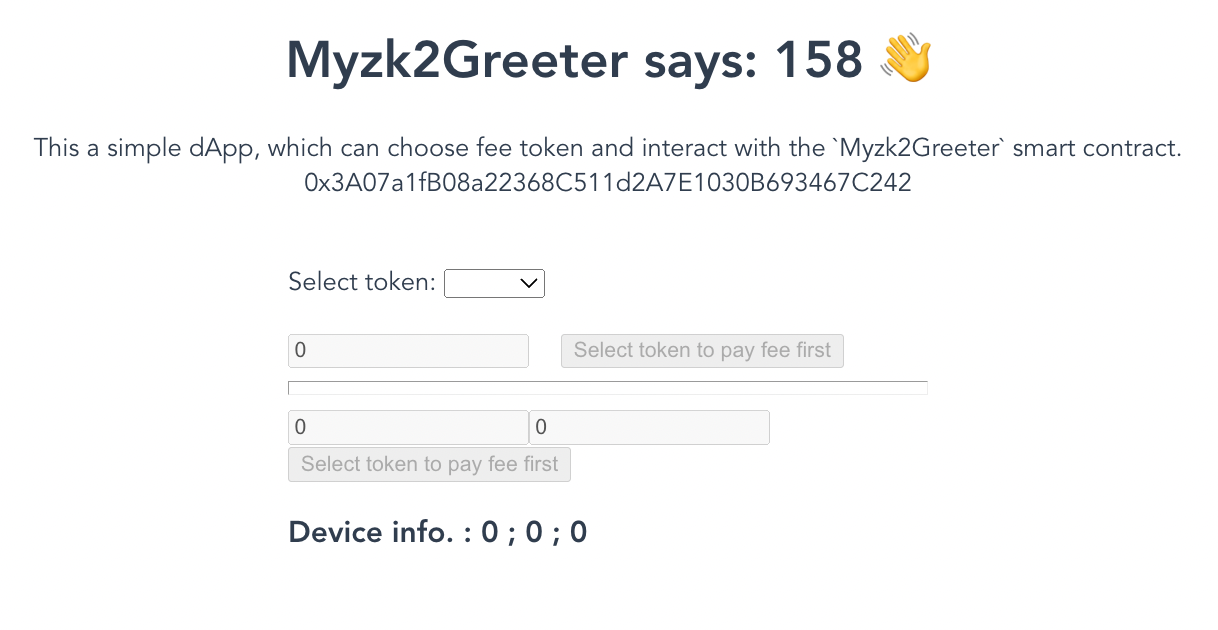 Myzk2Greeter says: 158 👋
This a simple dApp, which can choose fee token and interact with the `Myzk2Greeter` smart contract.
0x3A07a1fB08a22368C511d2A7E1030B693467C242
Select token:
0 Select token to pay fee first
0 0
Select token to pay fee first
Device info. : 0 ; 0 ; 0